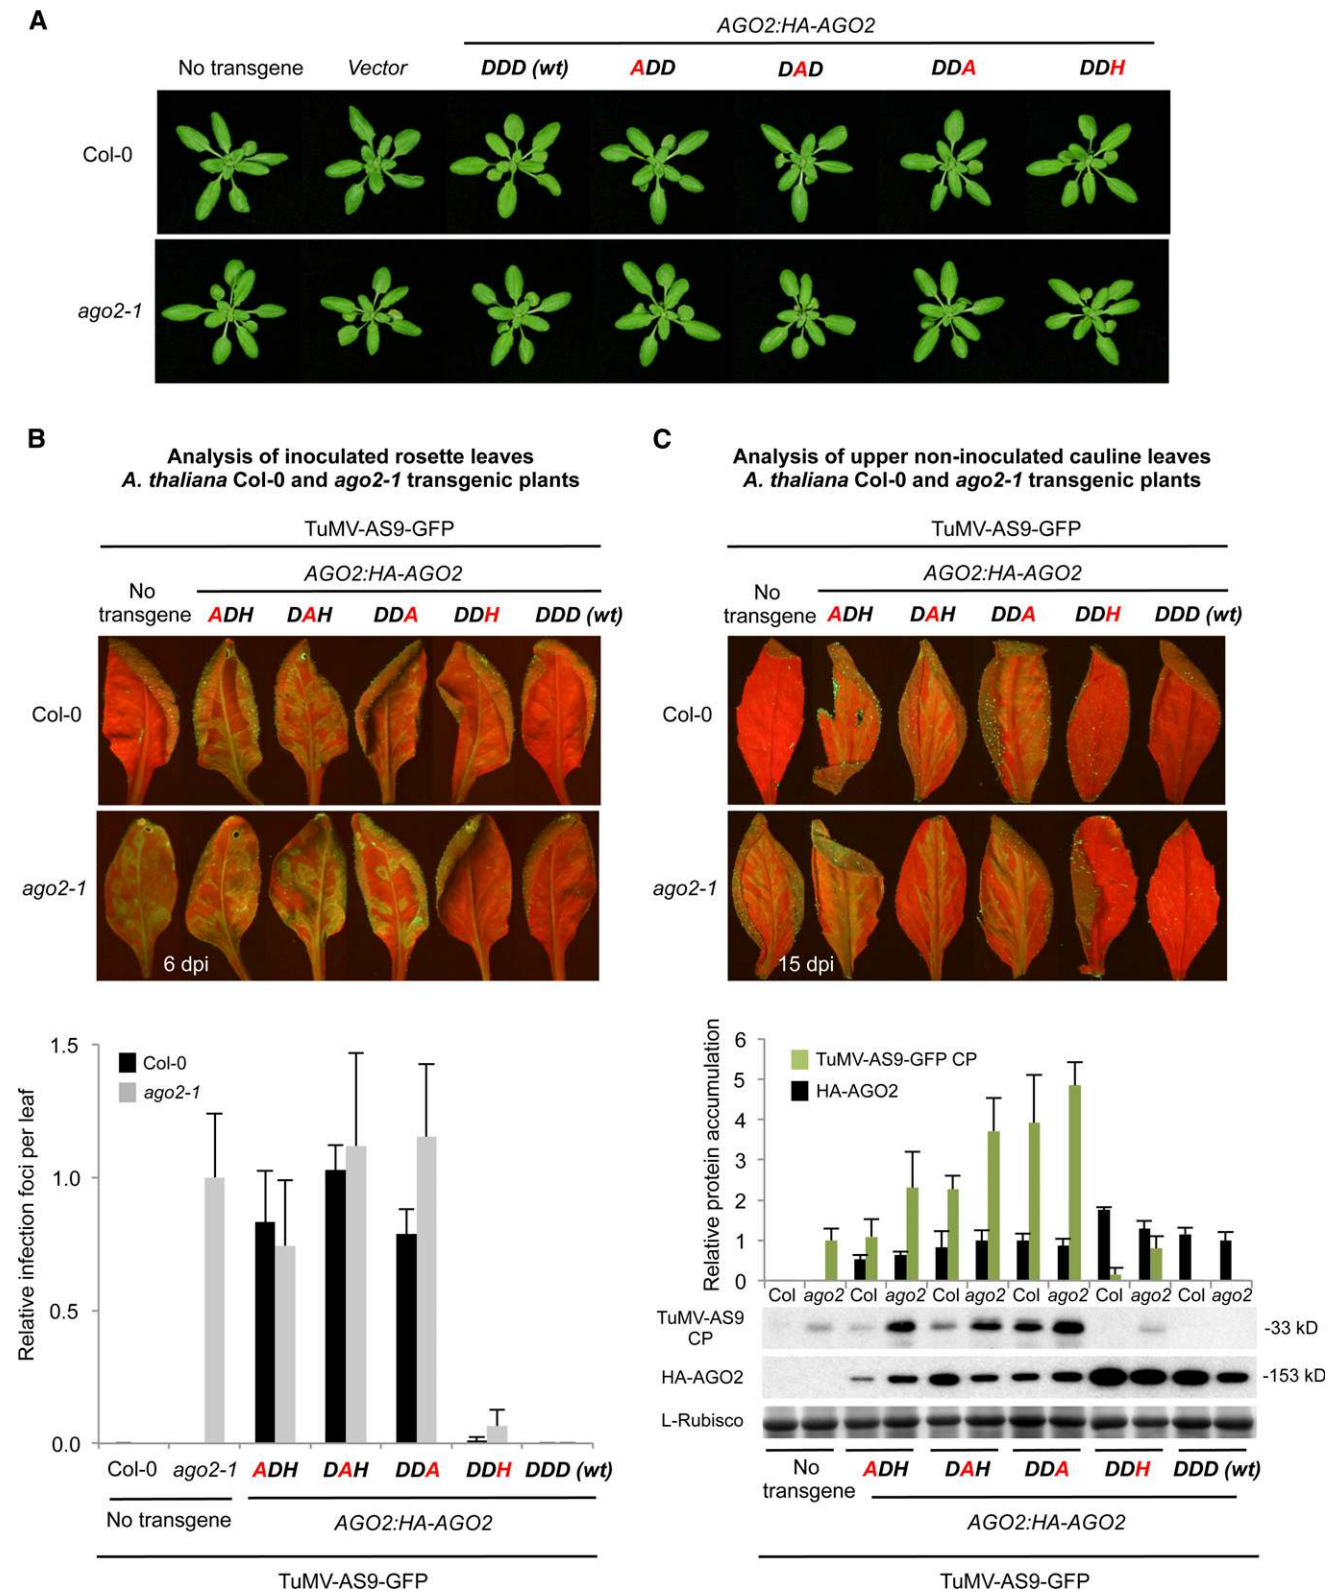 A
AGO2:HA-AGO2
No transgene Vector DDD (wt) ADD DAD DDA DDH
Col-0
ago2-1
B
Analysis of inoculated rosette leaves
A. thaliana Col-0 and ago2-1 transgenic plants
TuMV-AS9-GFP
AGO2:HA-AGO2
No
transgene ADH DAH DDA DDH DDD (wt)
Col-0
ago2-1
6 dpi
1.5
1.0
0.5
0.0
Relative infection foci per leaf
Col-0
ago2-1
Col-0 ago2-1 ADH DAH DDA DDH DDD (wt)
No transgene AGO2:HA-AGO2
TuMV-AS9-GFP
C
Analysis of upper non-inoculated cauline leaves
A. thaliana Col-0 and ago2-1 transgenic plants
TuMV-AS9-GFP
AGO2:HA-AGO2
No
transgene ADH DAH DDA DDH DDD (wt)
Col-0
ago2-1
15 dpi
Relative protein accumulation
6
5
4
3
2
1
0
TuMV-AS9-GFP CP
HA-AGO2
Col ago2 Col ago2 Col ago2 Col ago2 Col ago2 Col ago2
TuMV-AS9
CP
-33 kD
HA-AGO2 -153 kD
L-Rubisco
No
transgene ADH DAH DDA DDH DDD (wt)
AGO2:HA-AGO2
TuMV-AS9-GFP